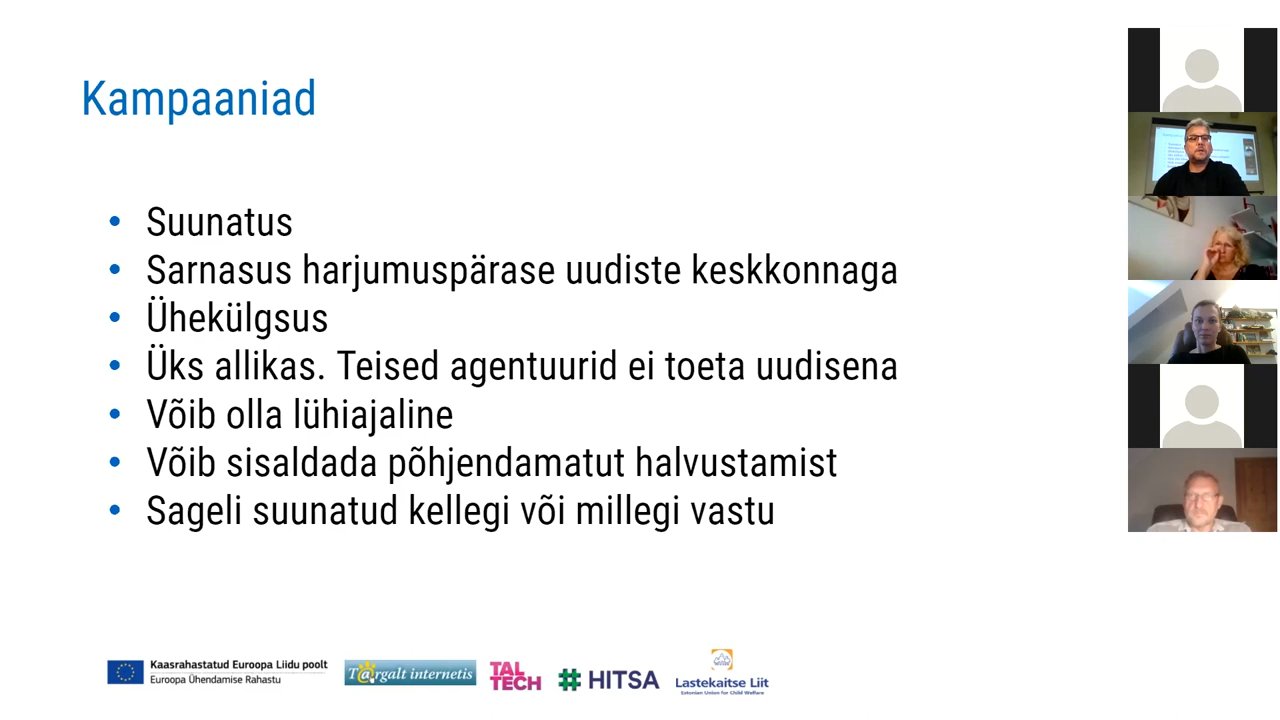 Kampaaniad
Suunatus
Sarnasus harjumuspärase uudiste keskkonnaga
Ühekülgsus
Üks allikas. Teised agentuurid ei toeta uudisena
Võib olla lühiajaline
Võib sisaldada põhjendamatut halvustamist
Sageli suunatud kellegi või millegi vastu
Kaasrahastatud Euroopa Liidu poolt
Euroopa Ühendamise Rahastu
T@rgalt internetis
TAL
TECH
HITSA
Lastekaitse Liit
Estonian Union for Child Welfare